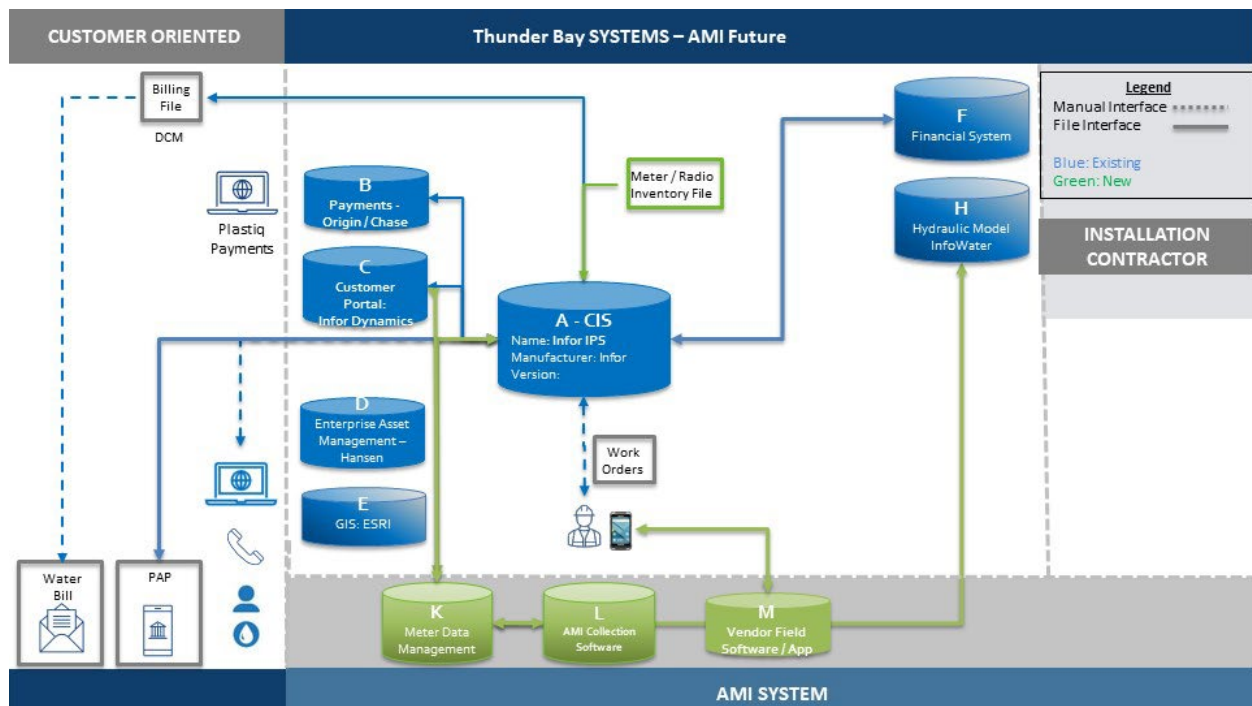 CUSTOMER ORIENTED
Thunder Bay SYSTEMS – AMI Future
Billing
File
DCM
Plastiq
Payments
B
Payments -
Origin / Chase
C
Customer
Portal:
Infor Dynamics
Meter / Radio
Inventory File
F
Financial System
H
Hydraulic Model
InfoWater
Legend
Manual Interface
File Interface
Blue: Existing
Green: New
INSTALLATION
CONTRACTOR
A - CIS
Name: Infor IPS
Manufacturer: Infor
Version:
D
Enterprise Asset
Management –
Hansen
E
GIS: ESRI
Work
Orders
Water
Bill
PAP
K
Meter Data
Management
L
AMI Collection
Software
M
Vendor Field
Software / App
AMI SYSTEM